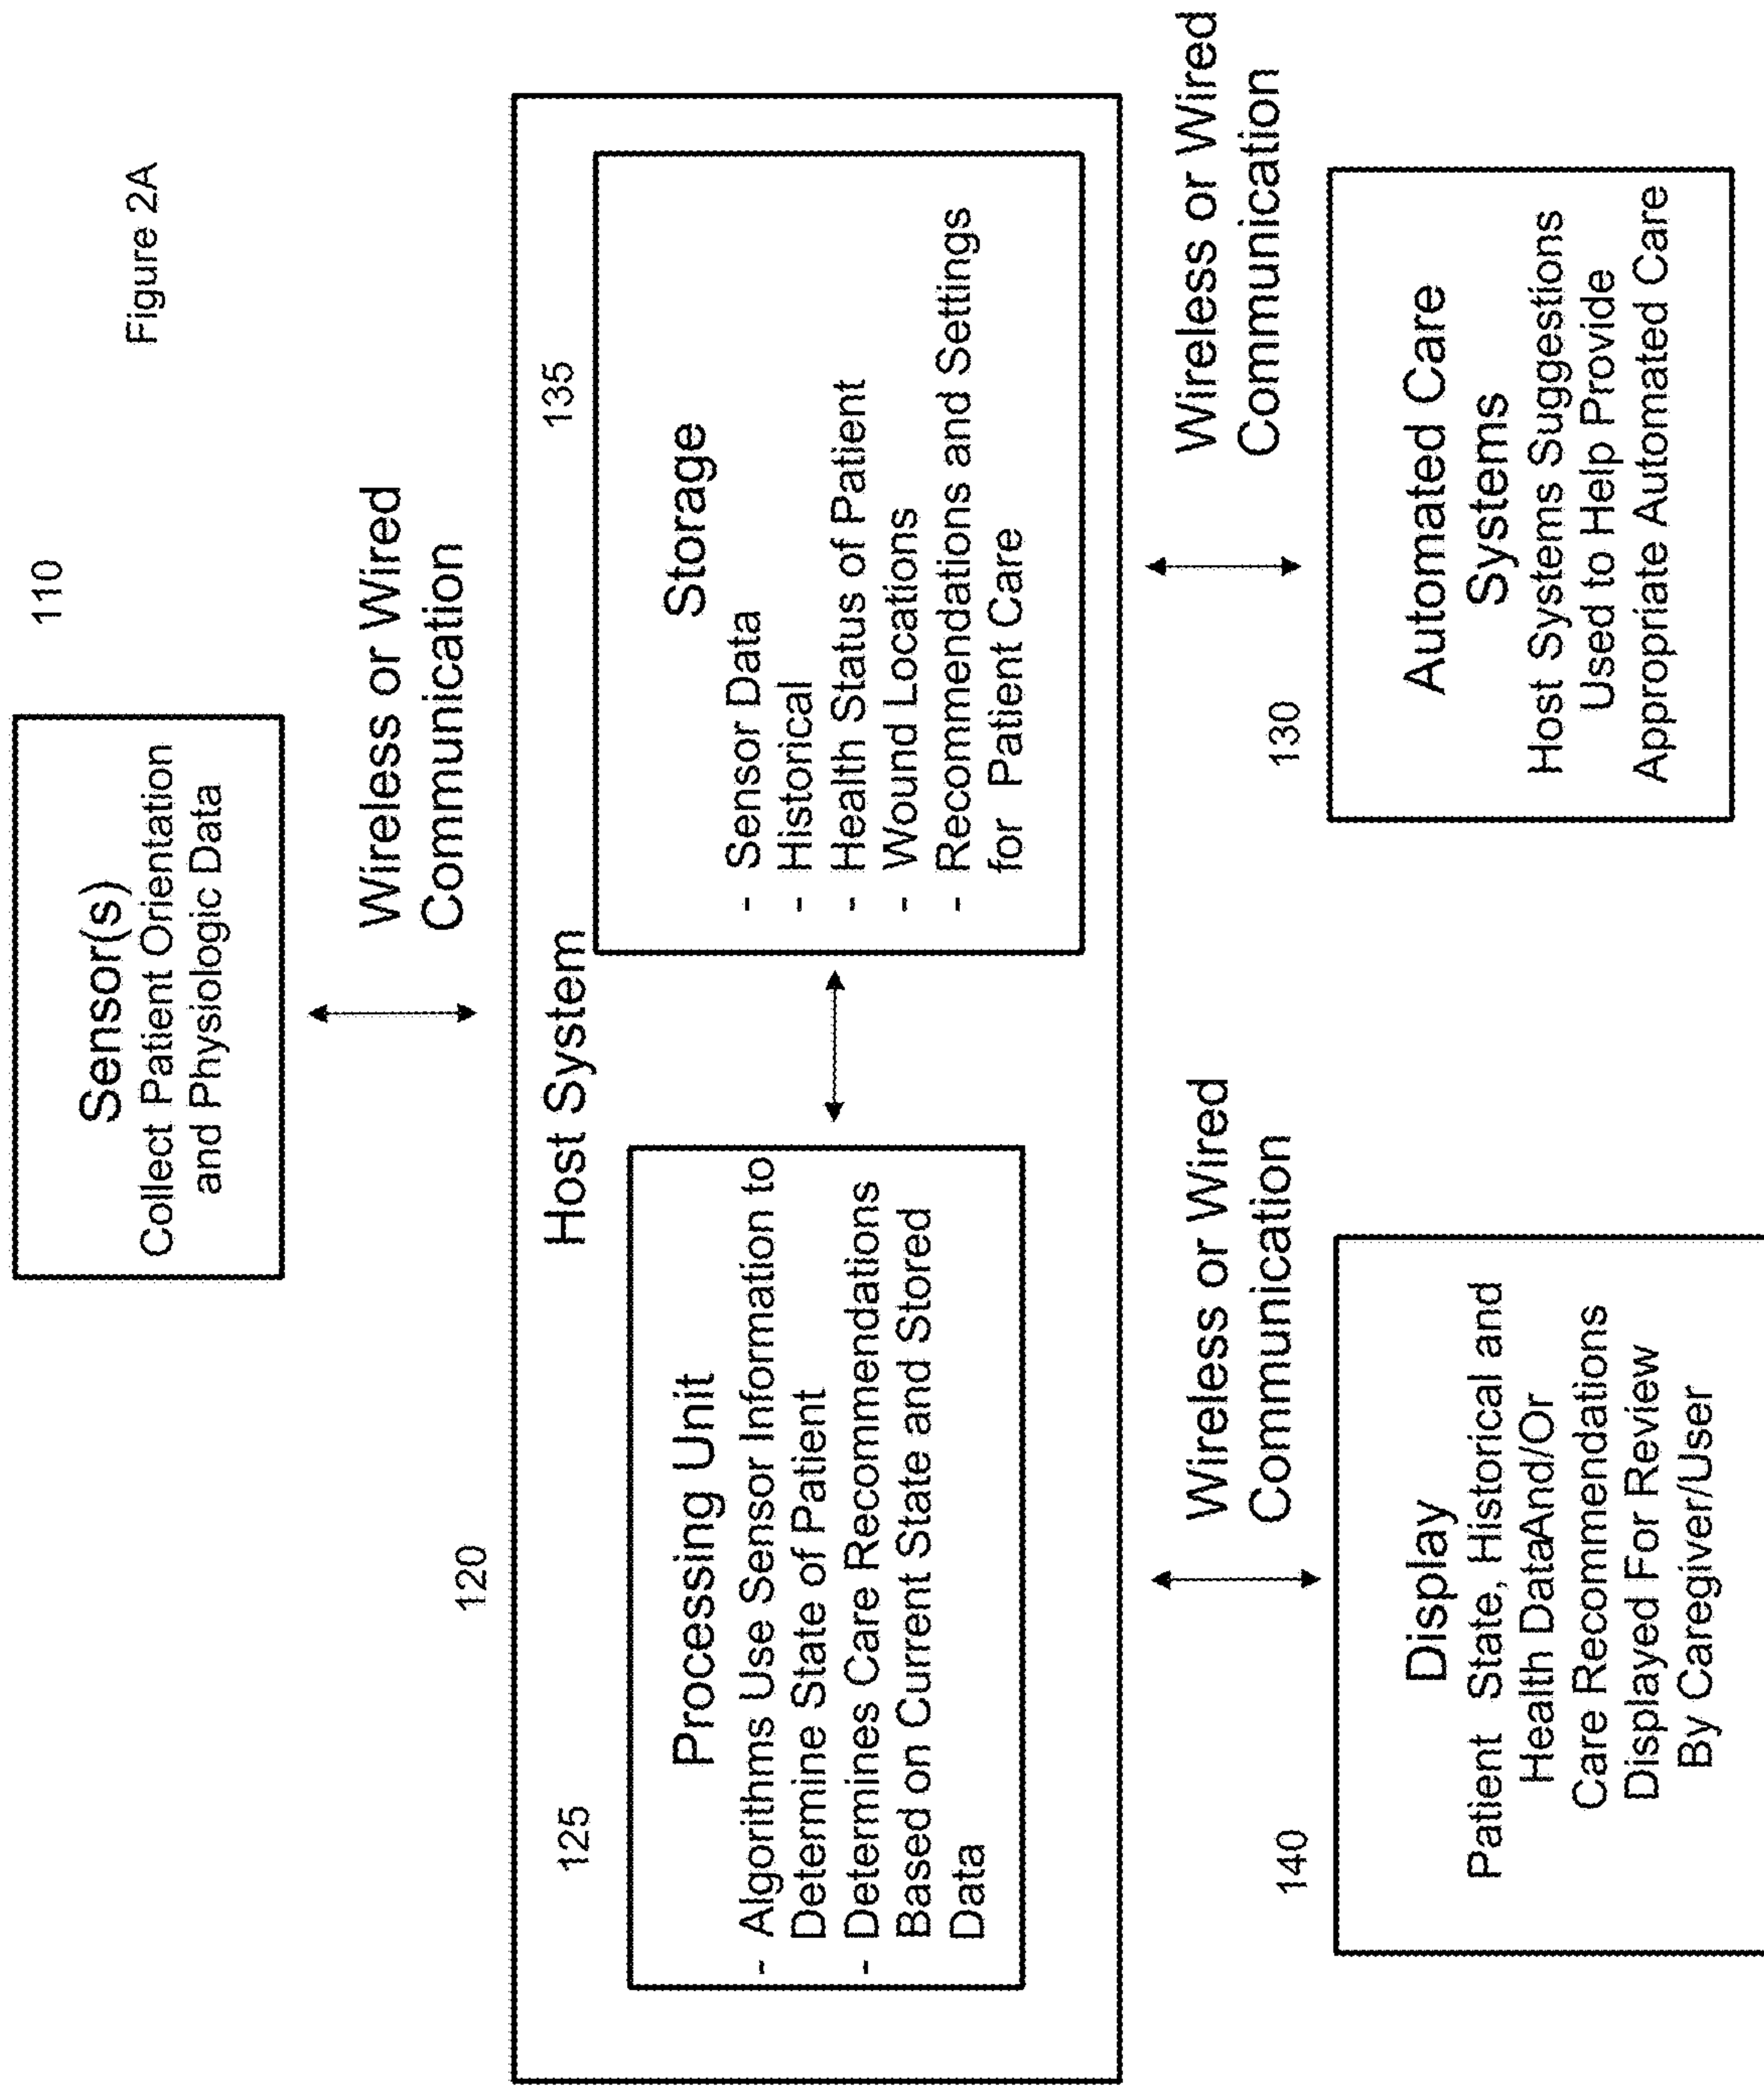 Figure 2A
110
Sensor(s)
Collect Patient Orientation
and Physiologic Data
Wireless or Wired
Communication
120
Host System
125
Processing Unit
- Algorithms Use Sensor Information to
Determine State of Patient
- Determines Care Recommendations
Based on Current State and Stored
Data
135
Storage
- Sensor Data
- Historical
- Health Status of Patient
- Wound Locations
- Recommendations and Settings
for Patient Care
Wireless or Wired
Communication
140
Display
Patient State, Historical and
Health DataAnd/Or
Care Recommendations
Displayed For Review
By Caregiver/User
Wireless or Wired
Communication
130
Automated Care
Systems
Host Systems Suggestions
Used to Help Provide
Appropriate Automated Care